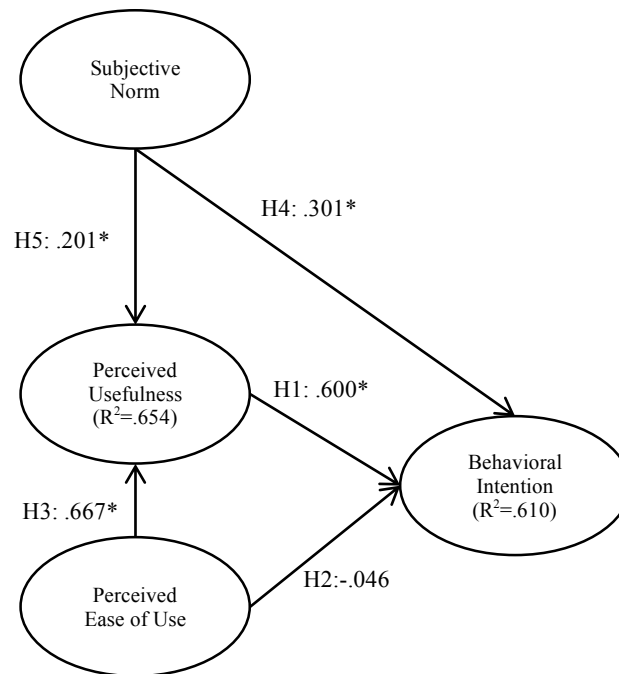 Subjective
Norm
H4: .301*
H5: .201*
Perceived
Usefulness
(R²=.654)
H1: .600*
Behavioral
Intention
(R²=.610)
H3: .667*
H2:-.046
Perceived
Ease of Use